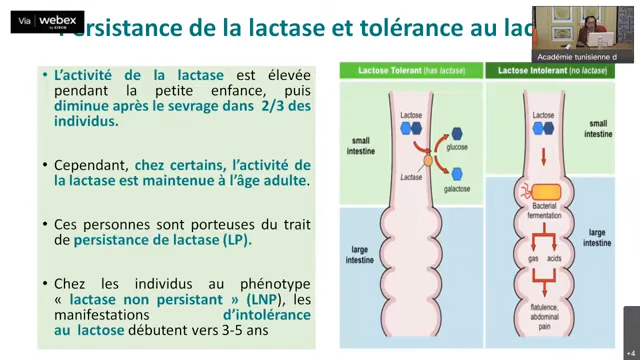 Via webex
BY CISCO
Persistance de la lactase et tolérance au lac
Académie tunisienne d
• L'activité de la lactase est élevée
pendant la petite enfance, puis
diminue après le sevrage dans 2/3 des
individus.
• Cependant, chez certains, l'activité de
la lactase est maintenue à l'âge adulte.
• Ces personnes sont porteuses du trait
de persistance de lactase (LP).
• Chez les individus au phénotype
« lactase non persistant » (LNP), les
manifestations d'intolérance
au lactose débutent vers 3-5 ans
Lactose Tolerant (has lactase)
small
intestine
Lactose
glucose
Lactase
galactose
large
intestine
Lactose Intolerant (no lactase)
Lactose
small
intestine
Bacterial
fermentation
large
intestine
gas acids
flatulence,
abdominal
pain
+4